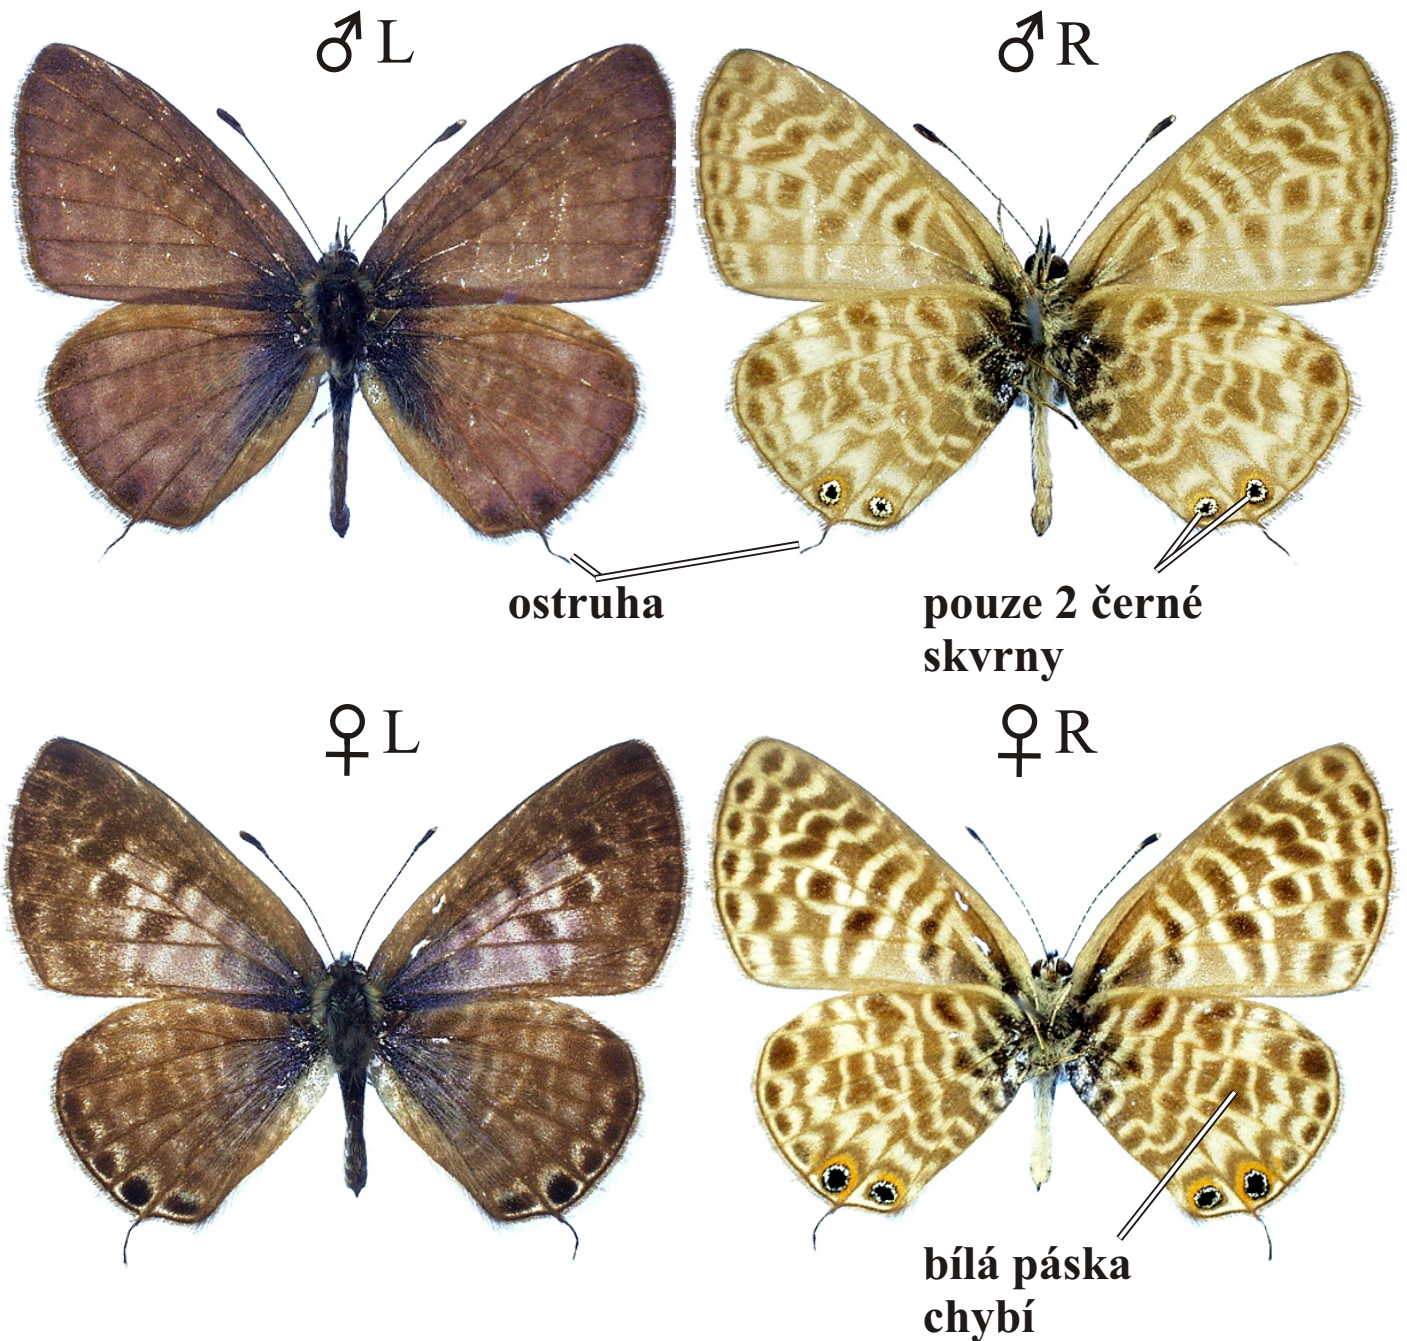 ♂ L
♂ R
ostruha
pouze 2 černé
skvrny
♀ L
♀ R
bílá páska
chybí